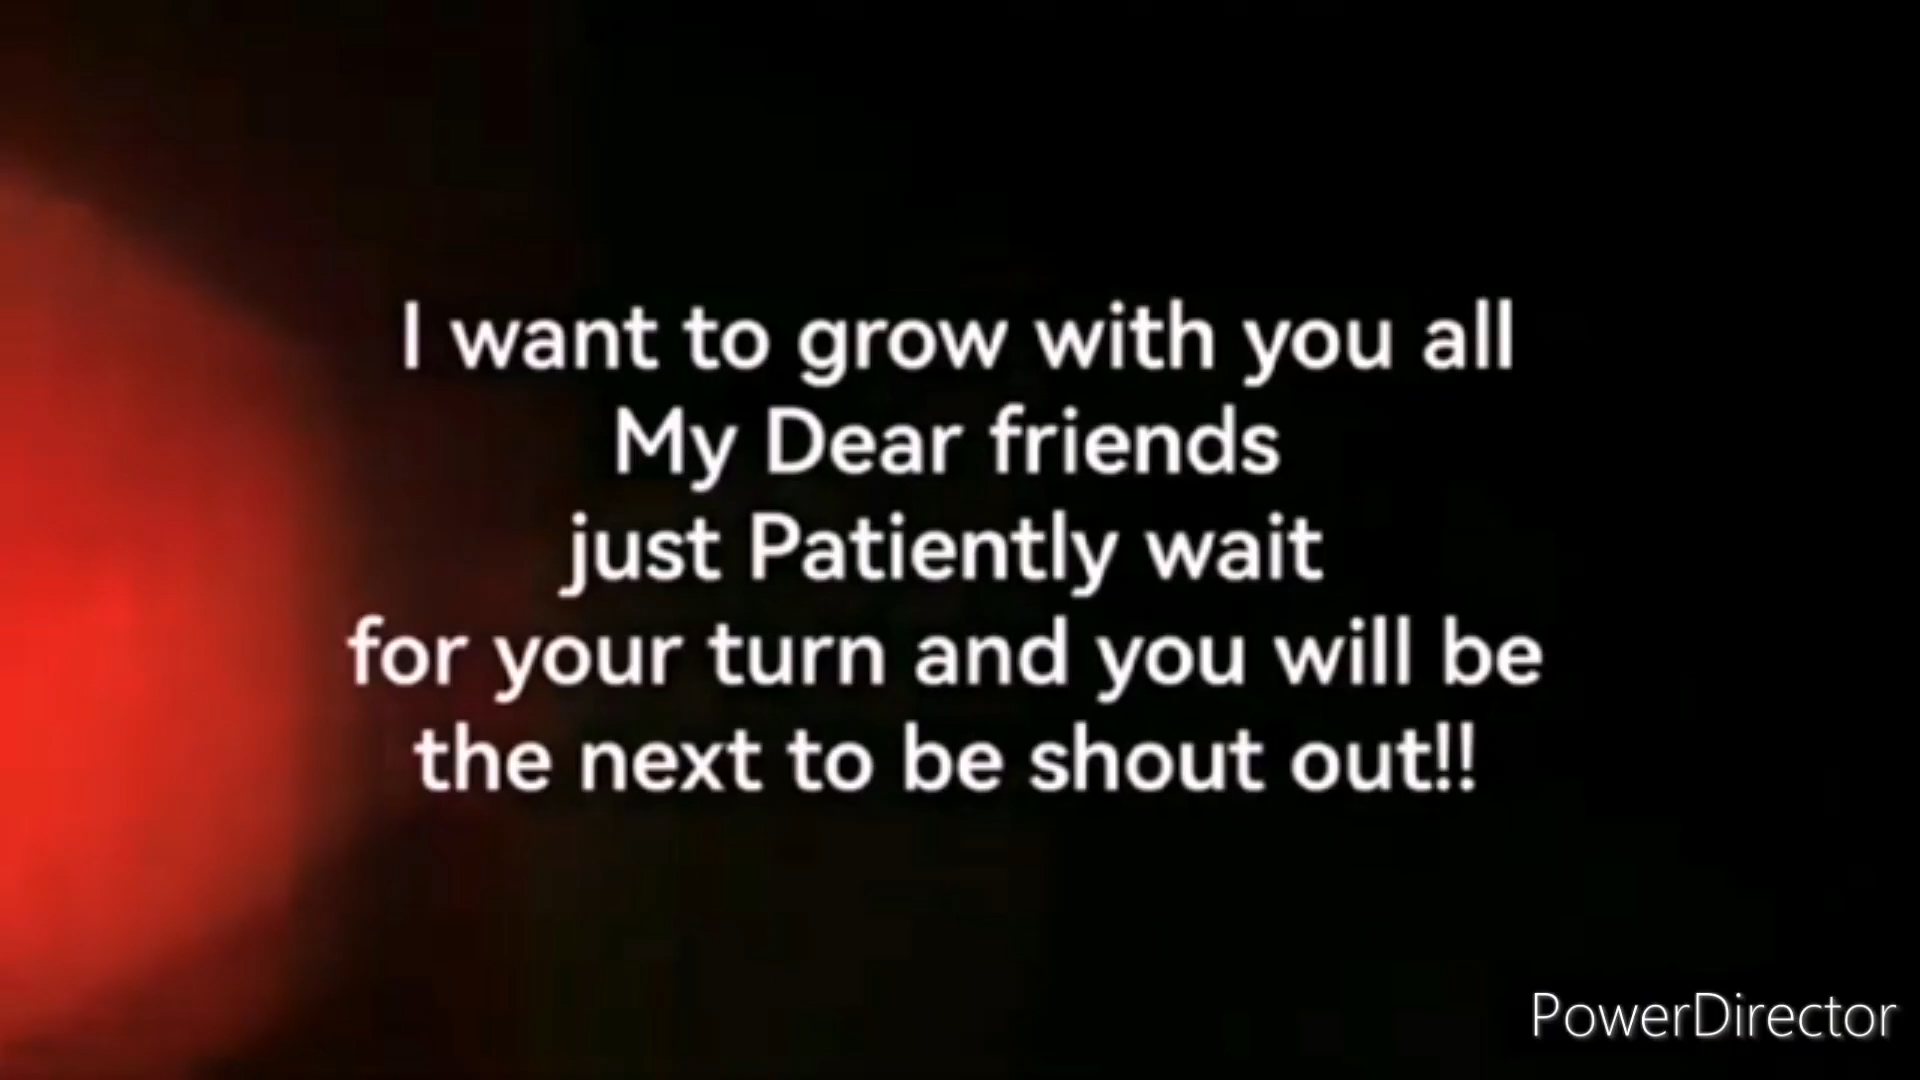 I want to grow with you all
My Dear friends
just Patiently wait
for your turn and you will be
the next to be shout out!!
PowerDirector